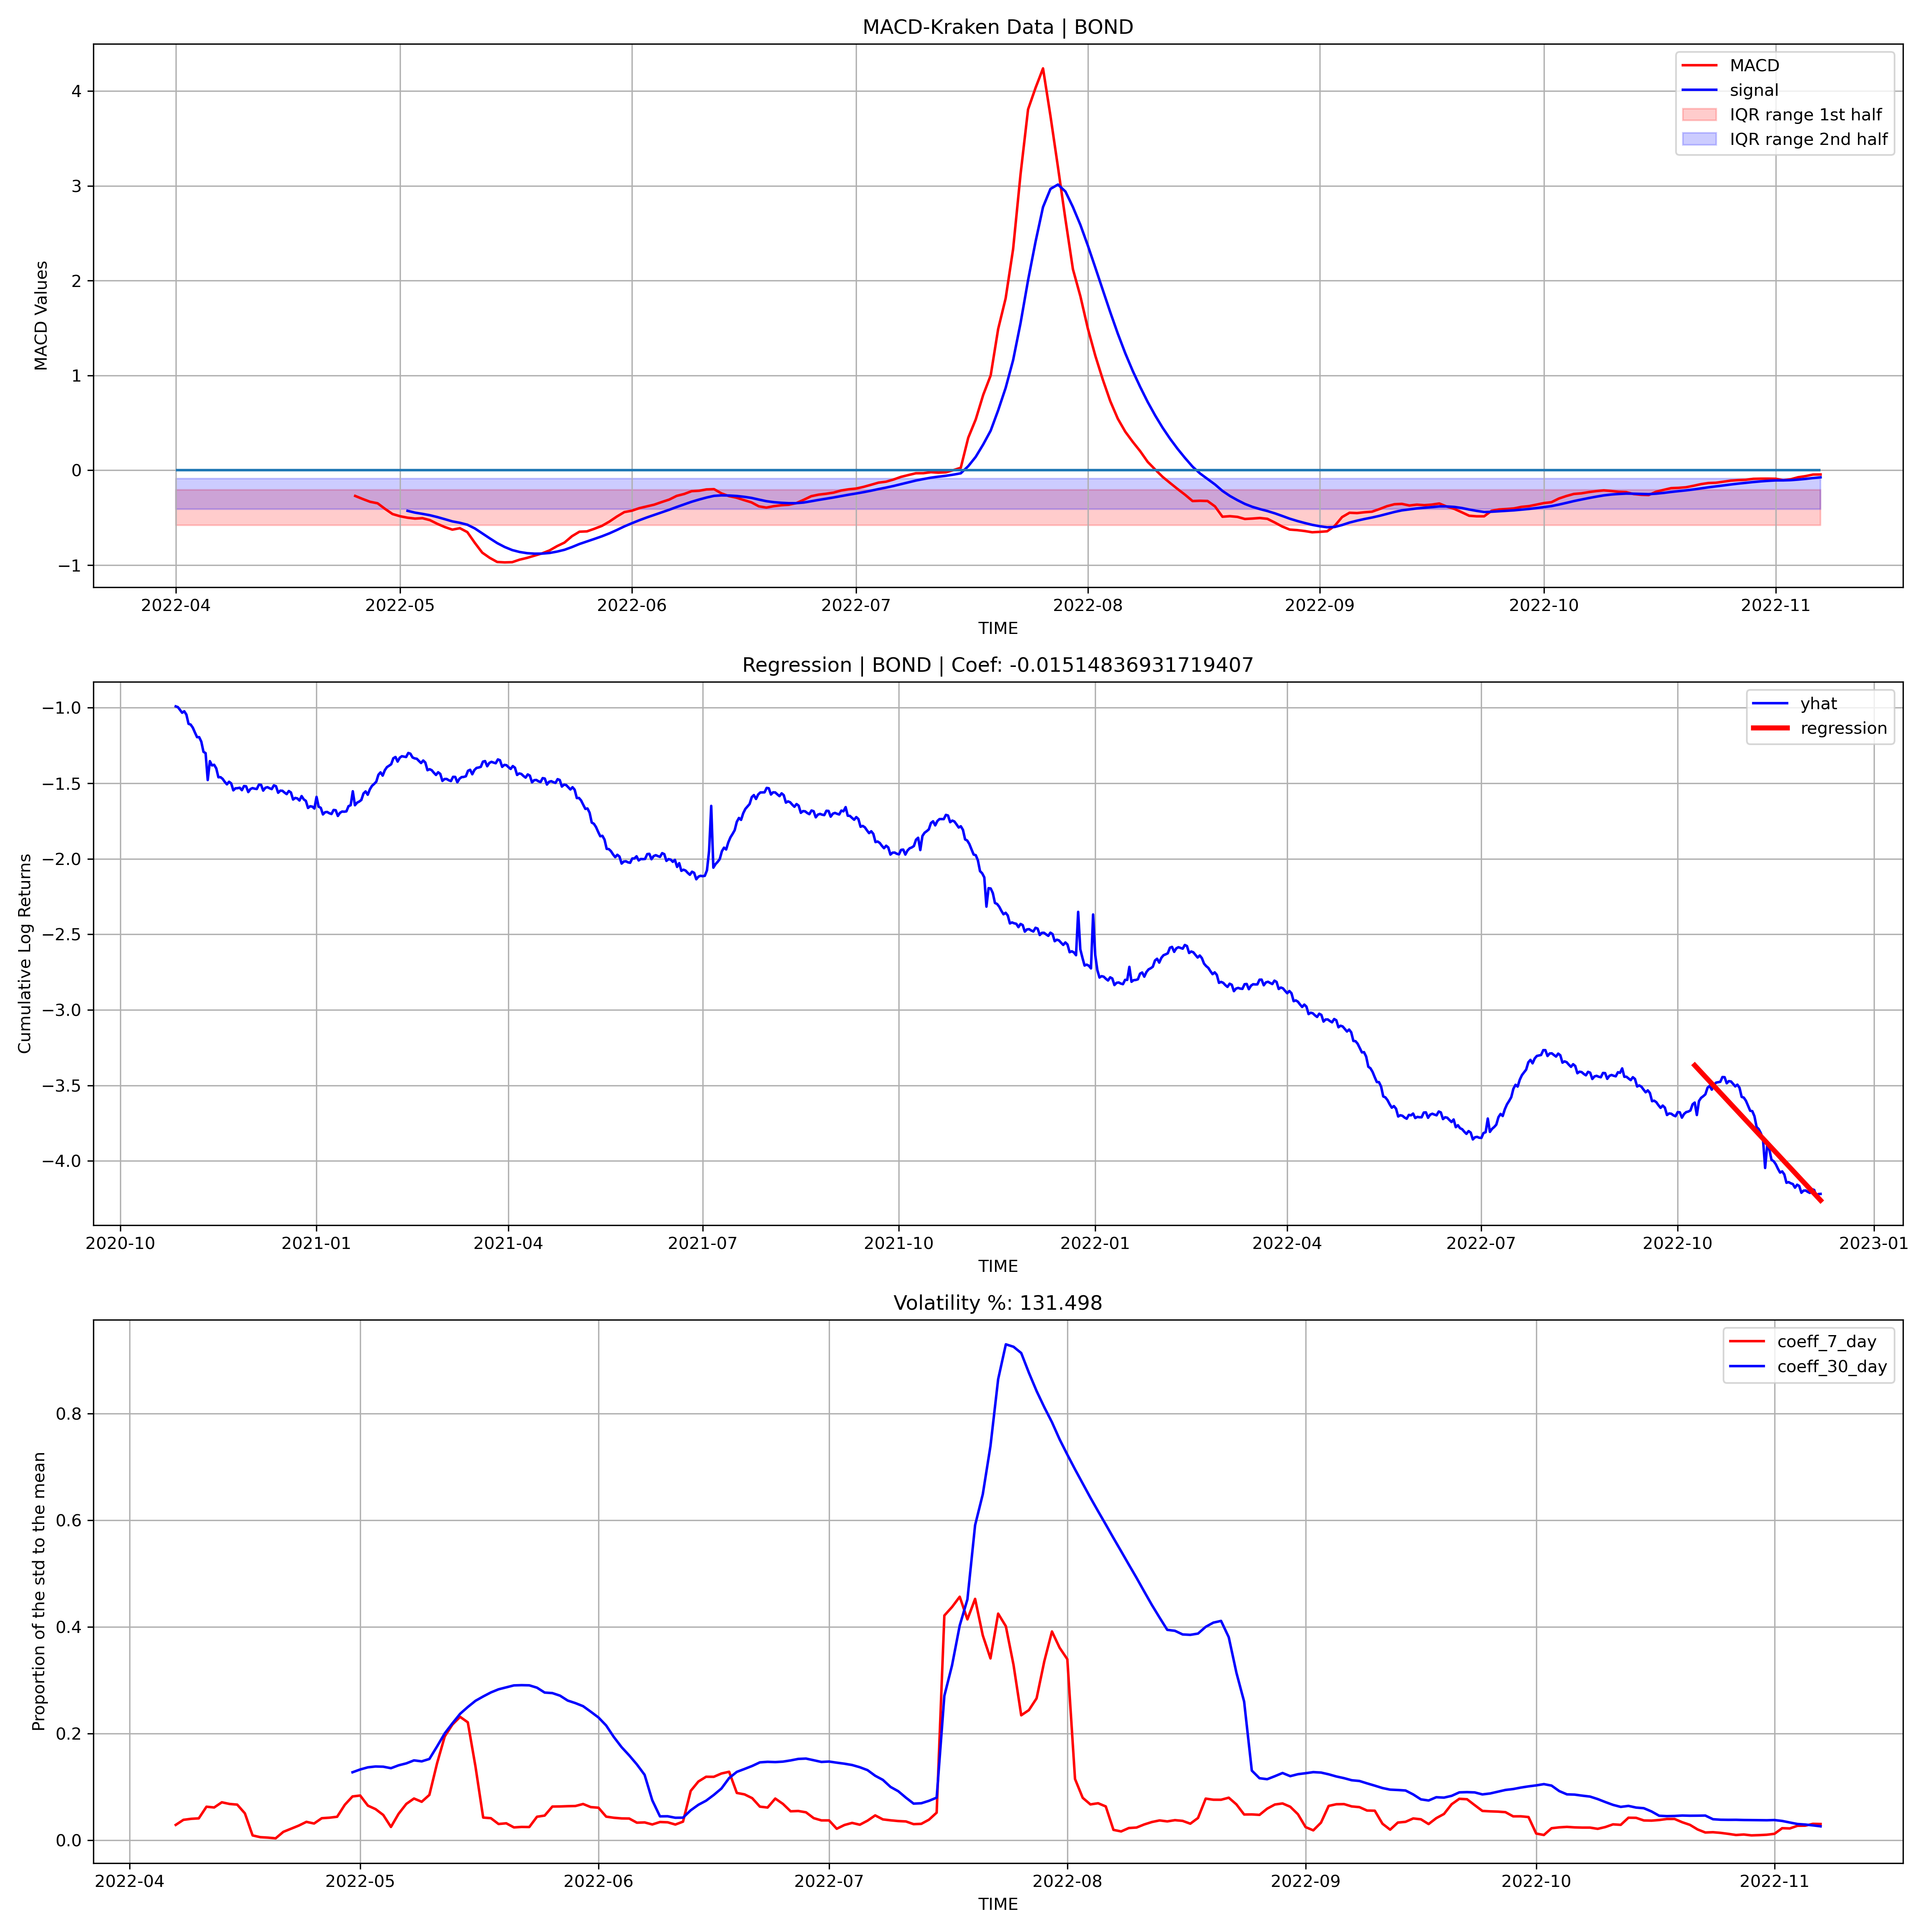 MACD-Kraken Data | BOND
MACD Values
4
3
2
1
0
−1
MACD
signal
IQR range 1st half
IQR range 2nd half
2022-04
2022-05
2022-06
2022-07
2022-08
2022-09
2022-10
2022-11
TIME
Regression | BOND | Coef: -0.01514836931719407
Cumulative Log Returns
−1.0
−1.5
−2.0
−2.5
−3.0
−3.5
−4.0
yhat
regression
2020-10
2021-01
2021-04
2021-07
2021-10
2022-01
2022-04
2022-07
2022-10
2023-01
TIME
Volatility %: 131.498
Proportion of the std to the mean
0.8
0.6
0.4
0.2
0.0
coeff_7_day
coeff_30_day
2022-04
2022-05
2022-06
2022-07
2022-08
2022-09
2022-10
2022-11
TIME